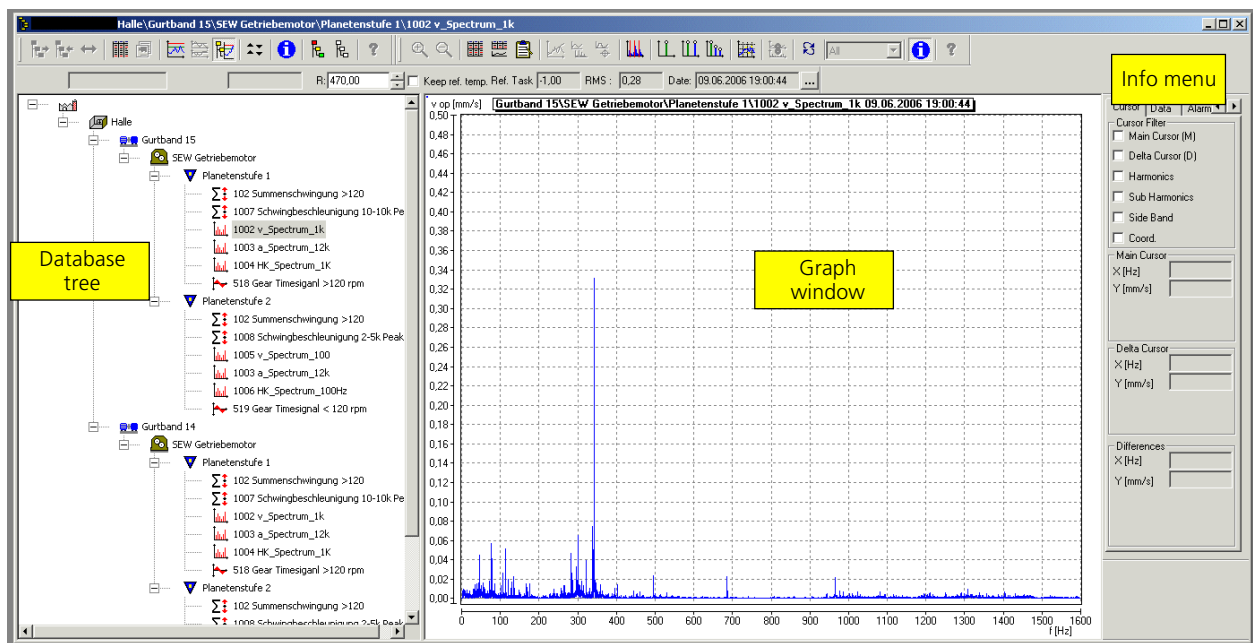 Halle\Gurtband 15\SEW Getriebemotor\Planetenstufe 1\1002 v_Spectrum_1k
All
R: 470,00 Keep ref. temp. Ref. Task -1,00 RMS : 0,28 Date: 09.06.2006 19:00:44 ...
Info menu
Halle
Gurtband 15
SEW Getriebemotor
Planetenstufe 1
102 Summenschwingung >120
1007 Schwingbeschleunigung 10-10k Pe
1002 v_Spectrum_1k
1003 a_Spectrum_12k
1004 HK_Spectrum_1K
518 Gear Timesiganl >120 rpm
Database
tree
Planetenstufe 2
102 Summenschwingung >120
1008 Schwingbeschleunigung 2-5k Peak
1005 v_Spectrum_100
1003 a_Spectrum_12k
1006 HK_Spectrum_100Hz
519 Gear Timesignal < 120 rpm
Gurtband 14
SEW Getriebemotor
Planetenstufe 1
102 Summenschwingung >120
1007 Schwingbeschleunigung 10-10k Pe
1002 v_Spectrum_1k
1003 a_Spectrum_12k
1004 HK_Spectrum_1K
518 Gear Timesiganl >120 rpm
Planetenstufe 2
102 Summenschwingung >120
1008 Schwingbeschleunigung 2-5k Peak
v op [mm/s] Gurtband 15\SEW Getriebemotor\Planetenstufe 1\1002 v_Spectrum_1k 09.06.2006 19:00:44
0,50
0,48
0,46
0,44
0,42
0,40
0,38
0,36
0,34
0,32
0,30
0,28
0,26
0,24
0,22
0,20
0,18
0,16
0,14
0,12
0,10
0,08
0,06
0,04
0,02
0,00
Graph
window
0 100 200 300 400 500 600 700 800 900 1000 1100 1200 1300 1400 1500 1600
f [Hz]
Cursor Data Alarm
Cursor Filter
Main Cursor (M)
Delta Cursor (D)
Harmonics
Sub Harmonics
Side Band
Coord.
Main Cursor
X [Hz]
Y [mm/s]
Delta Cursor
X [Hz]
Y [mm/s]
Differences
X [Hz]
Y [mm/s]